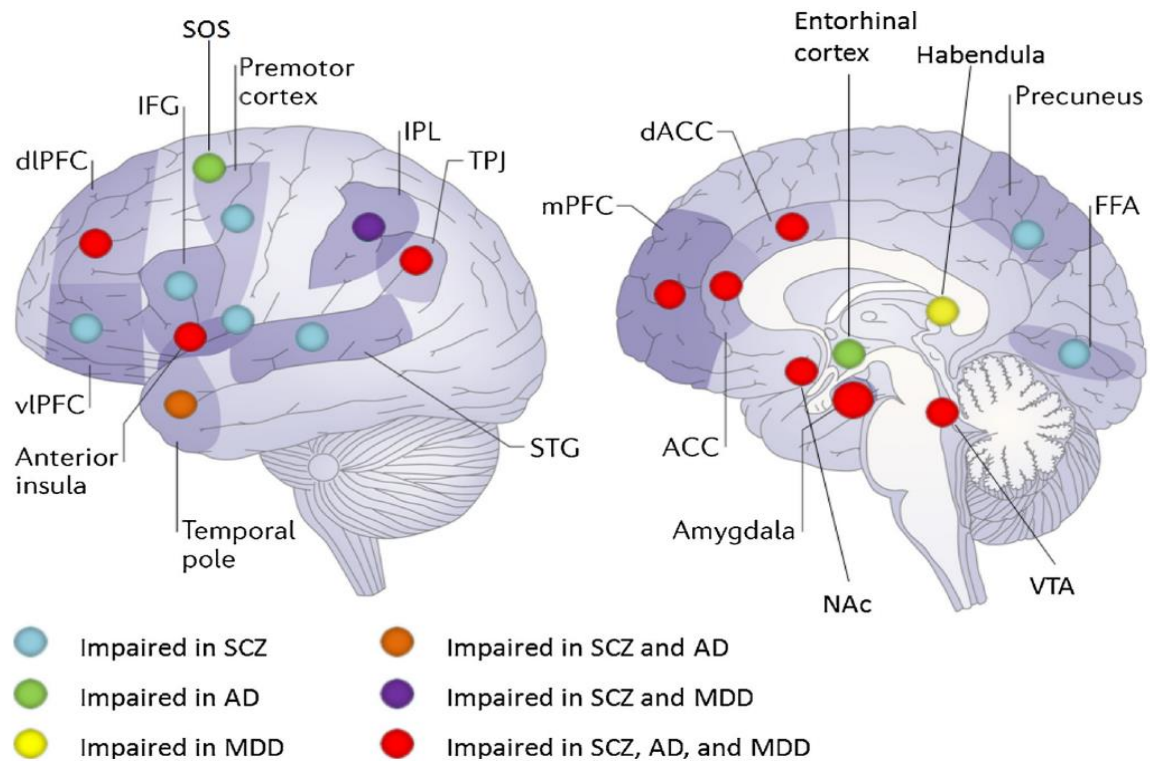 SOS
Premotor
cortex
IFG
dlPFC
IPL
TPJ
vlPFC
Anterior
insula
Temporal
pole
STG
Entorhinal
cortex
Habendula
Precuneus
dACC
mPFC
FFA
ACC
Amygdala
NAc
VTA
Impaired in SCZ
Impaired in AD
Impaired in MDD
Impaired in SCZ and AD
Impaired in SCZ and MDD
Impaired in SCZ, AD, and MDD